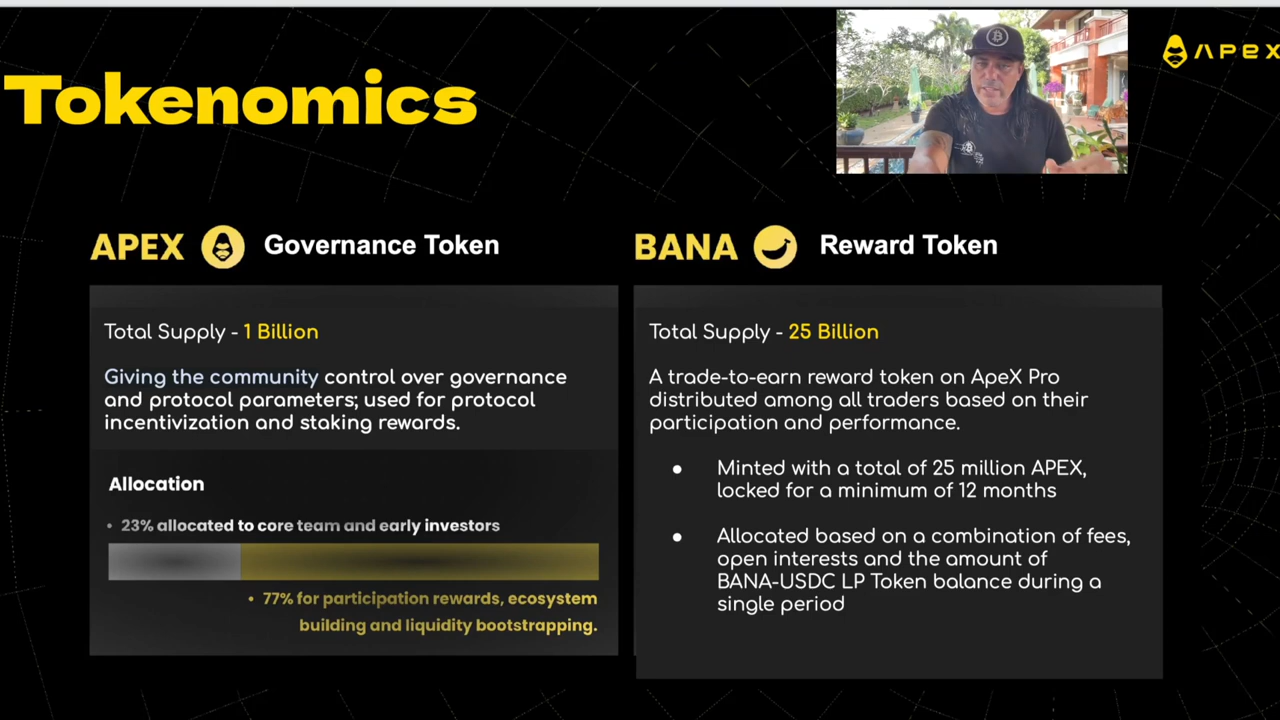 Tokenomics
APEX
APEX Governance Token
Total Supply - 1 Billion
Giving the community control over governance
and protocol parameters; used for protocol
incentivization and staking rewards.
Allocation
• 23% allocated to core team and early investors
• 77% for participation rewards, ecosystem
building and liquidity bootstrapping.
BANA Reward Token
Total Supply - 25 Billion
A trade-to-earn reward token on ApeX Pro
distributed among all traders based on their
participation and performance.
● Minted with a total of 25 million APEX,
locked for a minimum of 12 months
● Allocated based on a combination of fees,
open interests and the amount of
BANA-USDC LP Token balance during a
single period